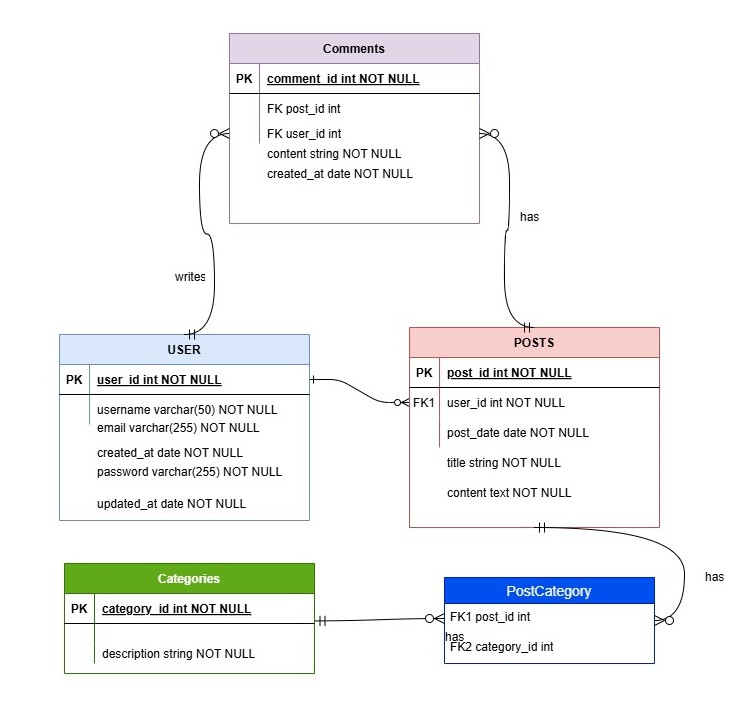 Comments
PK comment_id int NOT NULL
FK post_id int
FK user_id int
content string NOT NULL
created_at date NOT NULL
has
writes
USER
PK user_id int NOT NULL
username varchar(50) NOT NULL
email varchar(255) NOT NULL
created_at date NOT NULL
password varchar(255) NOT NULL
updated_at date NOT NULL
POSTS
PK post_id int NOT NULL
FK1 user_id int NOT NULL
post_date date NOT NULL
title string NOT NULL
content text NOT NULL
has
Categories
PK category_id int NOT NULL
description string NOT NULL
PostCategory
FK1 post_id int
has
FK2 category_id int